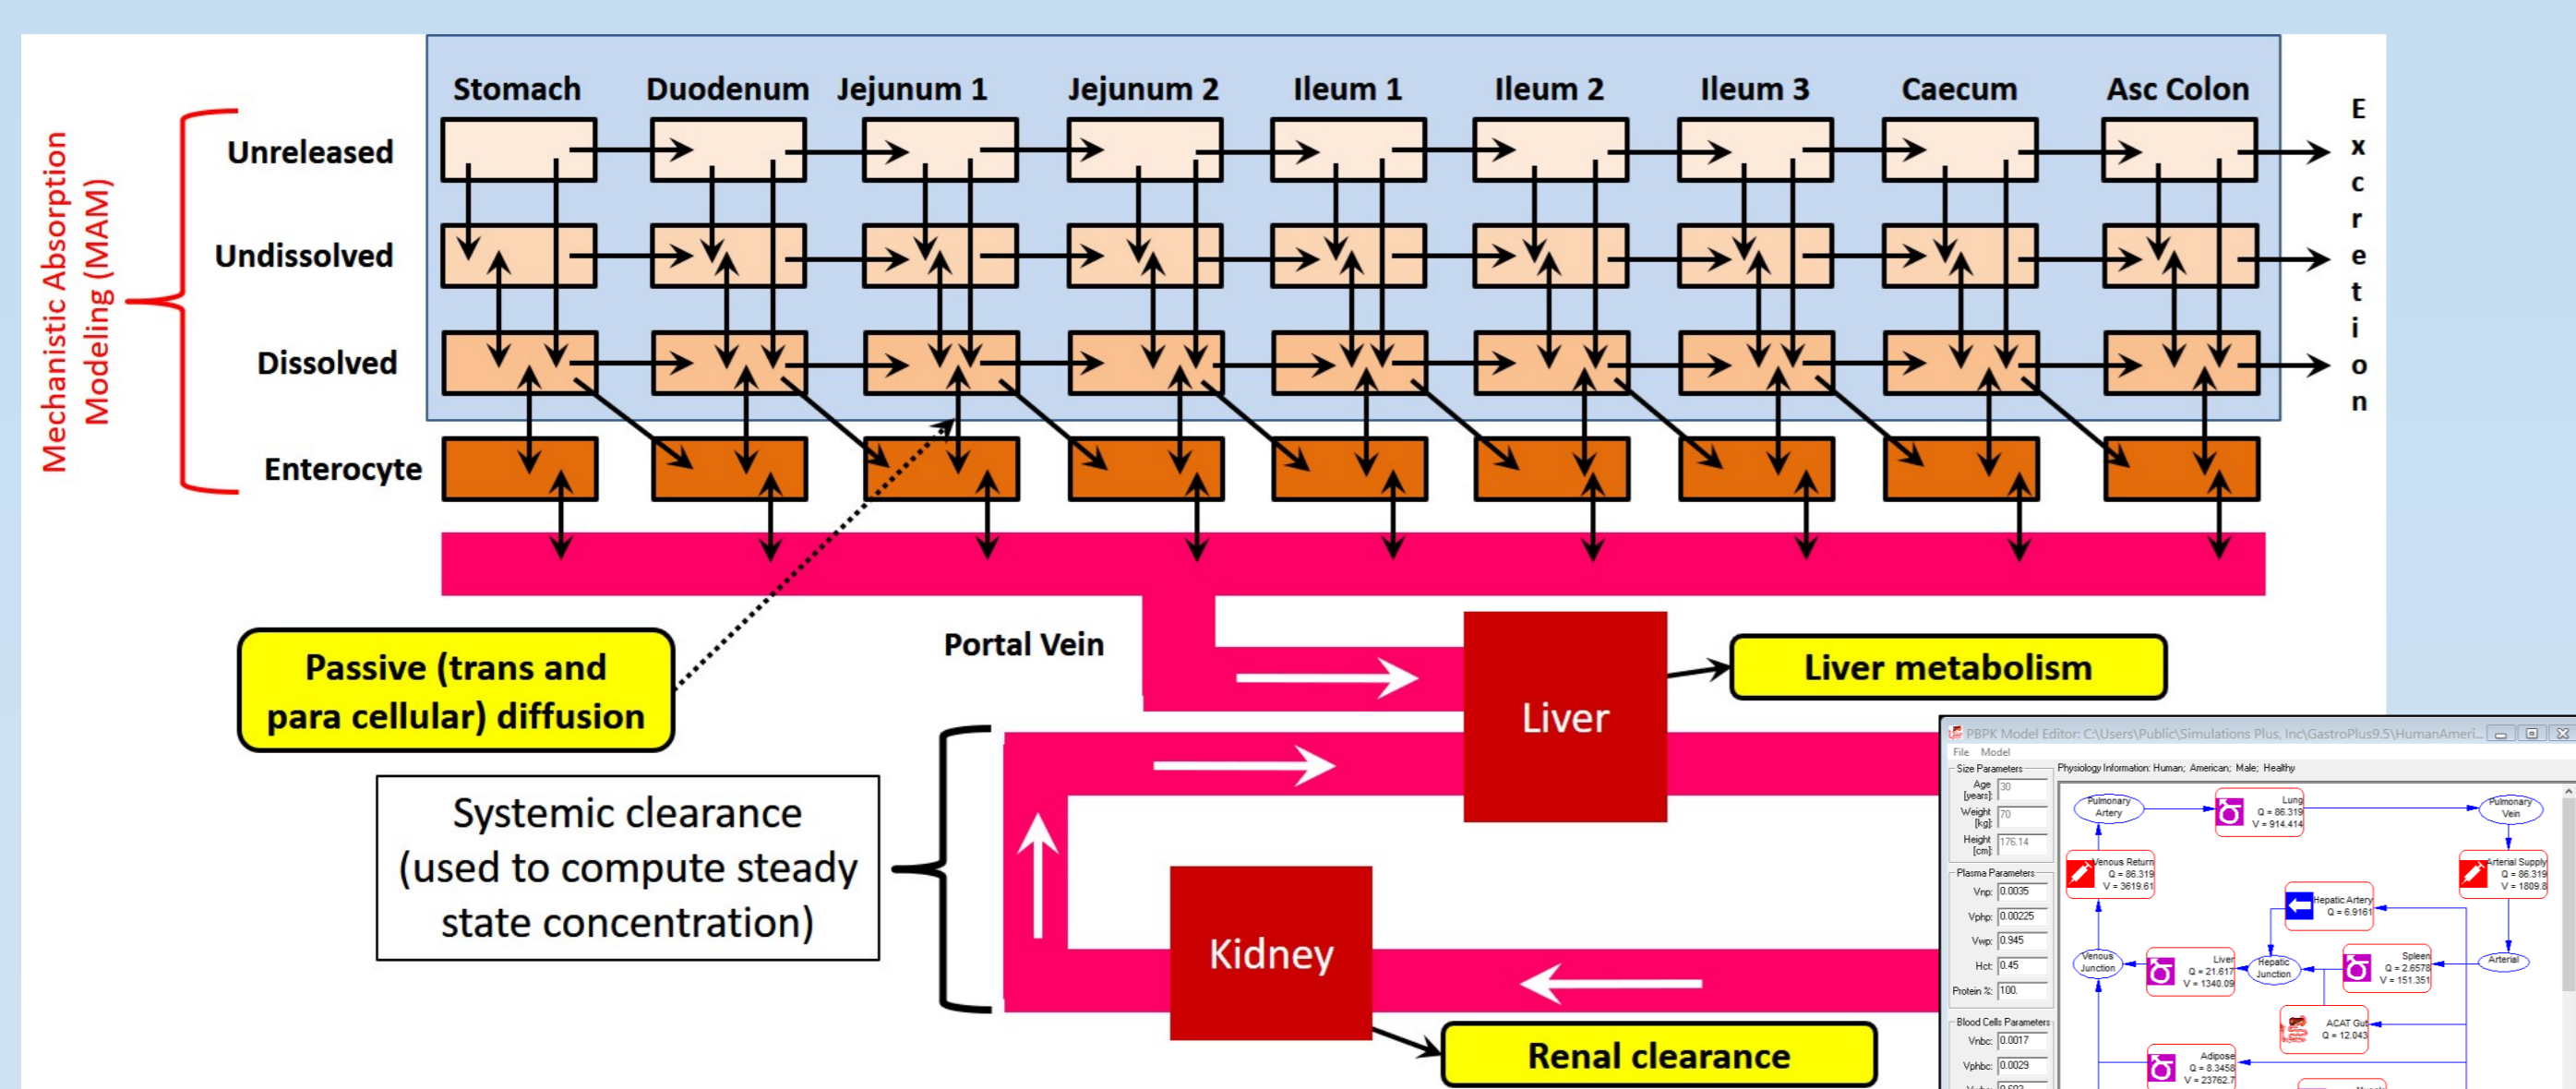 Stomach Duodenum Jejunum 1 Jejunum 2 Ileum 1 Ileum 2 Ileum 3 Caecum Asc Colon
Mechanistic Absorption
Modeling (MAM)
Unreleased
Undissolved
Dissolved
Enterocyte
Excretion
Passive (trans and
para cellular) diffusion
Portal Vein
Liver
Liver metabolism
Systemic clearance
(used to compute steady
state concentration)
Kidney
Renal clearance
PBPK Model Editor: C:\Users\Public\Simulations Plus, Inc\GastroPlus9.5\HumanAmeri...
File Model
Size Parameters
Age
[years]: 30
Weight
[kg]: 70
Height
[cm]: 176.14
Plasma Parameters
Vnp: 0.0035
Vphp: 0.00225
Vwp: 0.945
Hct: 0.45
Protein %: 100.
Blood Cells Parameters
Vnbc: 0.0017
Vphbc: 0.0029
Physiology Information: Human; American; Male; Healthy
Pulmonary
Artery
Lung
Q = 86.319
V = 914.414
Pulmonary
Vein
Venous Return
Q = 86.319
V = 3619.61
Arterial Supply
Q = 86.319
V = 1809.8
Hepatic Artery
Q = 6.9161
Venous
Junction
Liver
Q = 21.617
V = 1340.09
Hepatic
Junction
Spleen
Q = 2.6578
V = 151.351
Arterial
ACAT Gut
Q = 12.043
Adipose
Q = 8.3458
V = 23762.7